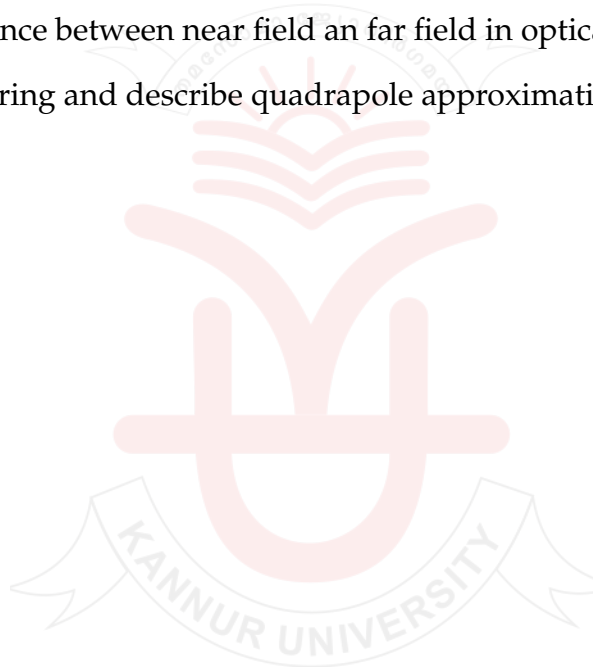 nce between near field an far field in optica
ring and describe quadrapole approximati
KANNUR UNIVERSITY